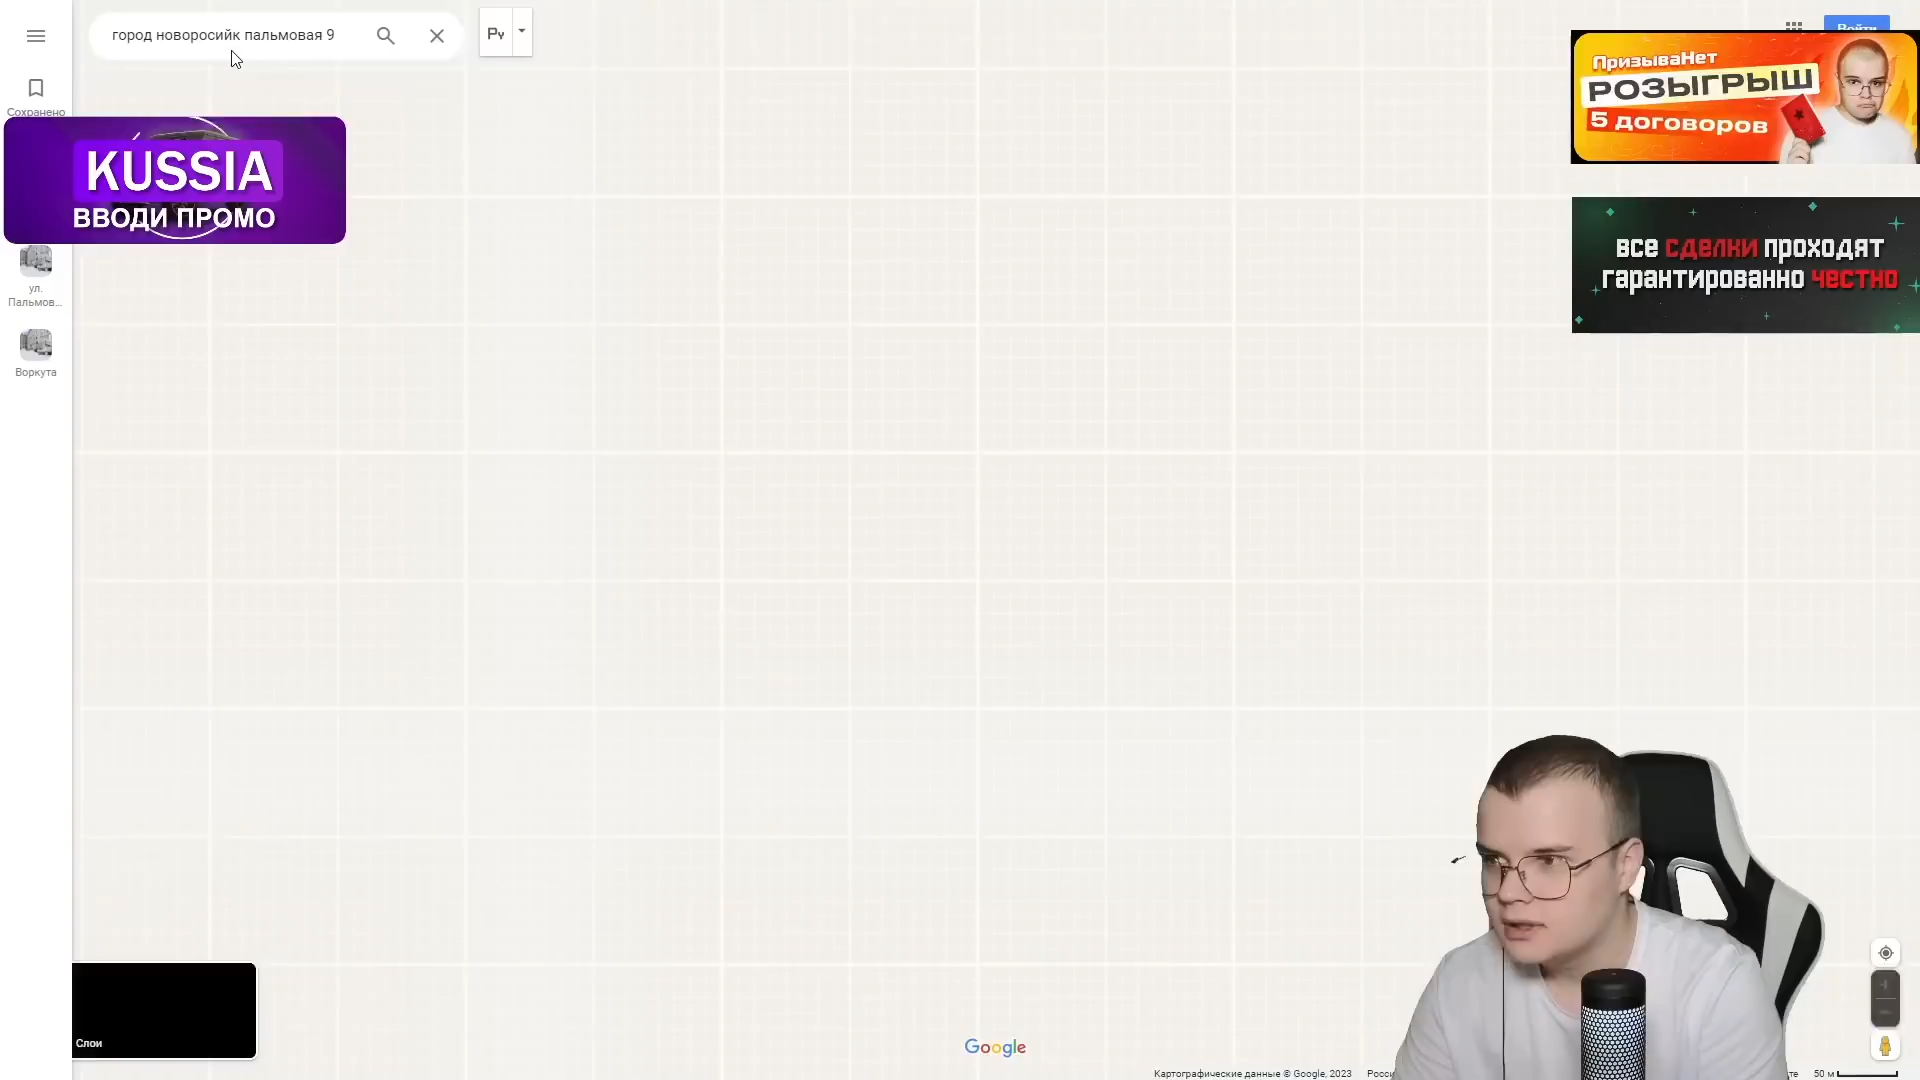 город новоросийк пальмовая 9
Ру
Войти
Сохранено
KUSSIA
ВВОДИ ПРОМО
ул.
Пальмов...
Воркута
ПризываНет
РОЗЫГРЫШ
5 договоров
все сделки проходят
гарантированно честно
Слои
Google
Картографические данные © Google, 2023
50 м